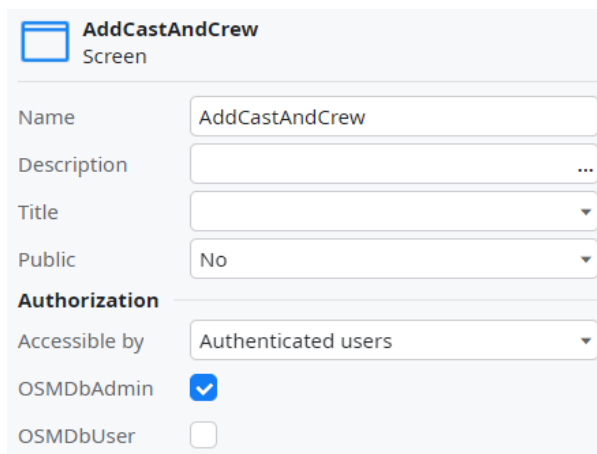 AddCastAndCrew
Screen
Name AddCastAndCrew
Description ...
Title
Public No
Authorization
Accessible by Authenticated users
OSMDbAdmin
OSMDbUser